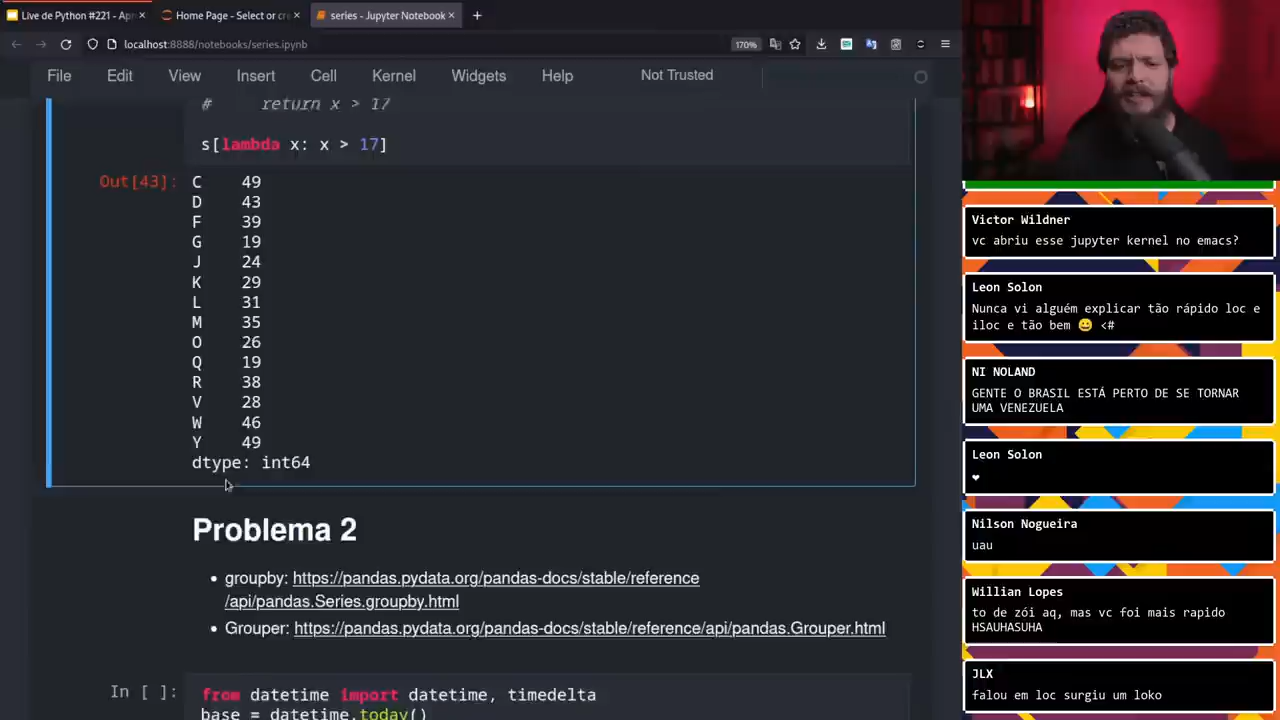 Live de Python #221 - Apr
Home Page - Select or cre
series - Jupyter Notebook
localhost:8888/notebooks/series.ipynb
170%
File Edit View Insert Cell Kernel Widgets Help Not Trusted
# return x > 17
s[lambda x: x > 17]
Out[43]:
C 49
D 43
F 39
G 19
J 24
K 29
L 31
M 35
O 26
Q 19
R 38
V 28
W 46
Y 49
dtype: int64
Problema 2
• groupby: https://pandas.pydata.org/pandas-docs/stable/reference
/api/pandas.Series.groupby.html
• Grouper: https://pandas.pydata.org/pandas-docs/stable/reference/api/pandas.Grouper.html
In [ ]:
from datetime import datetime, timedelta
base = datetime.today()
Victor Wildner
vc abriu esse jupyter kernel no emacs?
Leon Solon
Nunca vi alguém explicar tão rápido loc e
iloc e tão bem 😀 <#
NI NOLAND
GENTE O BRASIL ESTÁ PERTO DE SE TORNAR
UMA VENEZUELA
Leon Solon
❤
Nilson Nogueira
uau
Willian Lopes
to de zói aq, mas vc foi mais rapido
HSAUHASUHA
JLX
falou em loc surgiu um loko